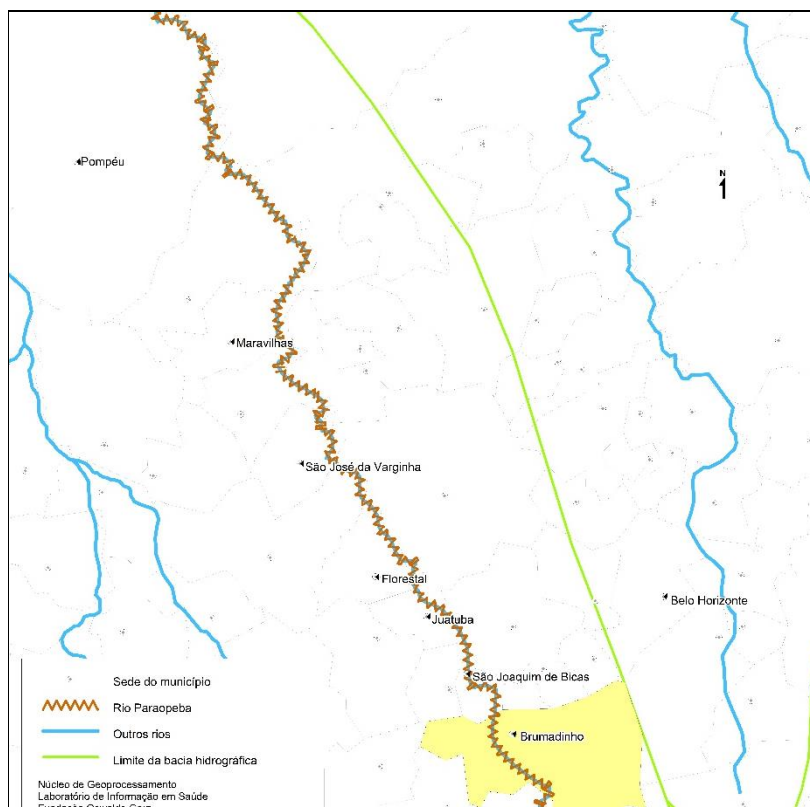 N
Pompéu
Maravilhas
São José da Varginha
Florestal
Belo Horizonte
Juatuba
São Joaquim de Bicas
Brumadinho
Sede do município
Rio Paraopeba
Outros rios
Limite da bacia hidrográfica
Núcleo de Geoprocessamento
Laboratório de Informação em Saúde